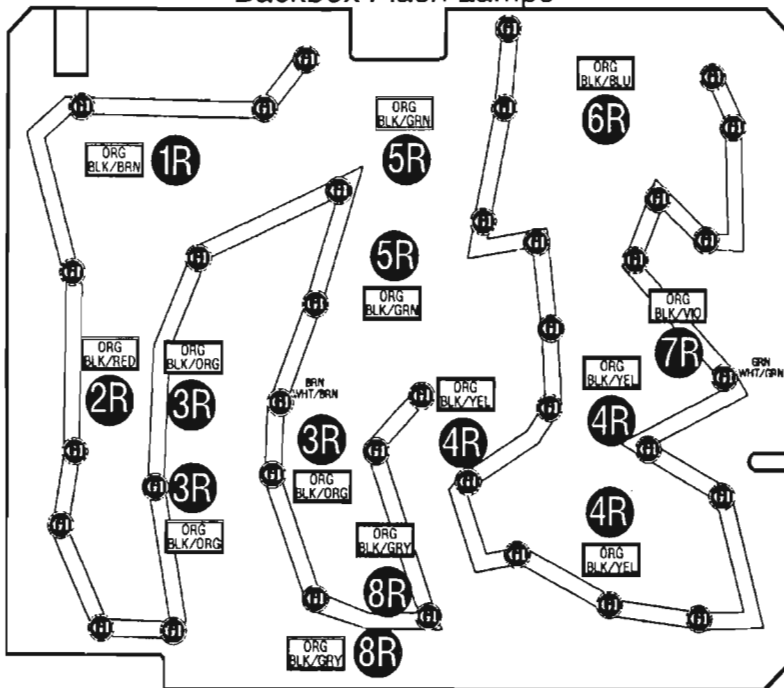 Backbox Flash Lamps
ORG
BLK/BLU
6R
ORG
BLK/GRN
5R
ORG
BLK/BRN
1R
5R
ORG
BLK/GRN
ORG
BLK/VIO
7R
GRN
WHT/GRN
ORG
BLK/RED
2R
ORG
BLK/ORG
3R
BRN
WHT/BRN
3R
ORG
BLK/ORG
ORG
BLK/YEL
4R
ORG
BLK/YEL
4R
3R
ORG
BLK/ORG
4R
ORG
BLK/YEL
ORG
BLK/GRY
8R
ORG
BLK/GRY
8R